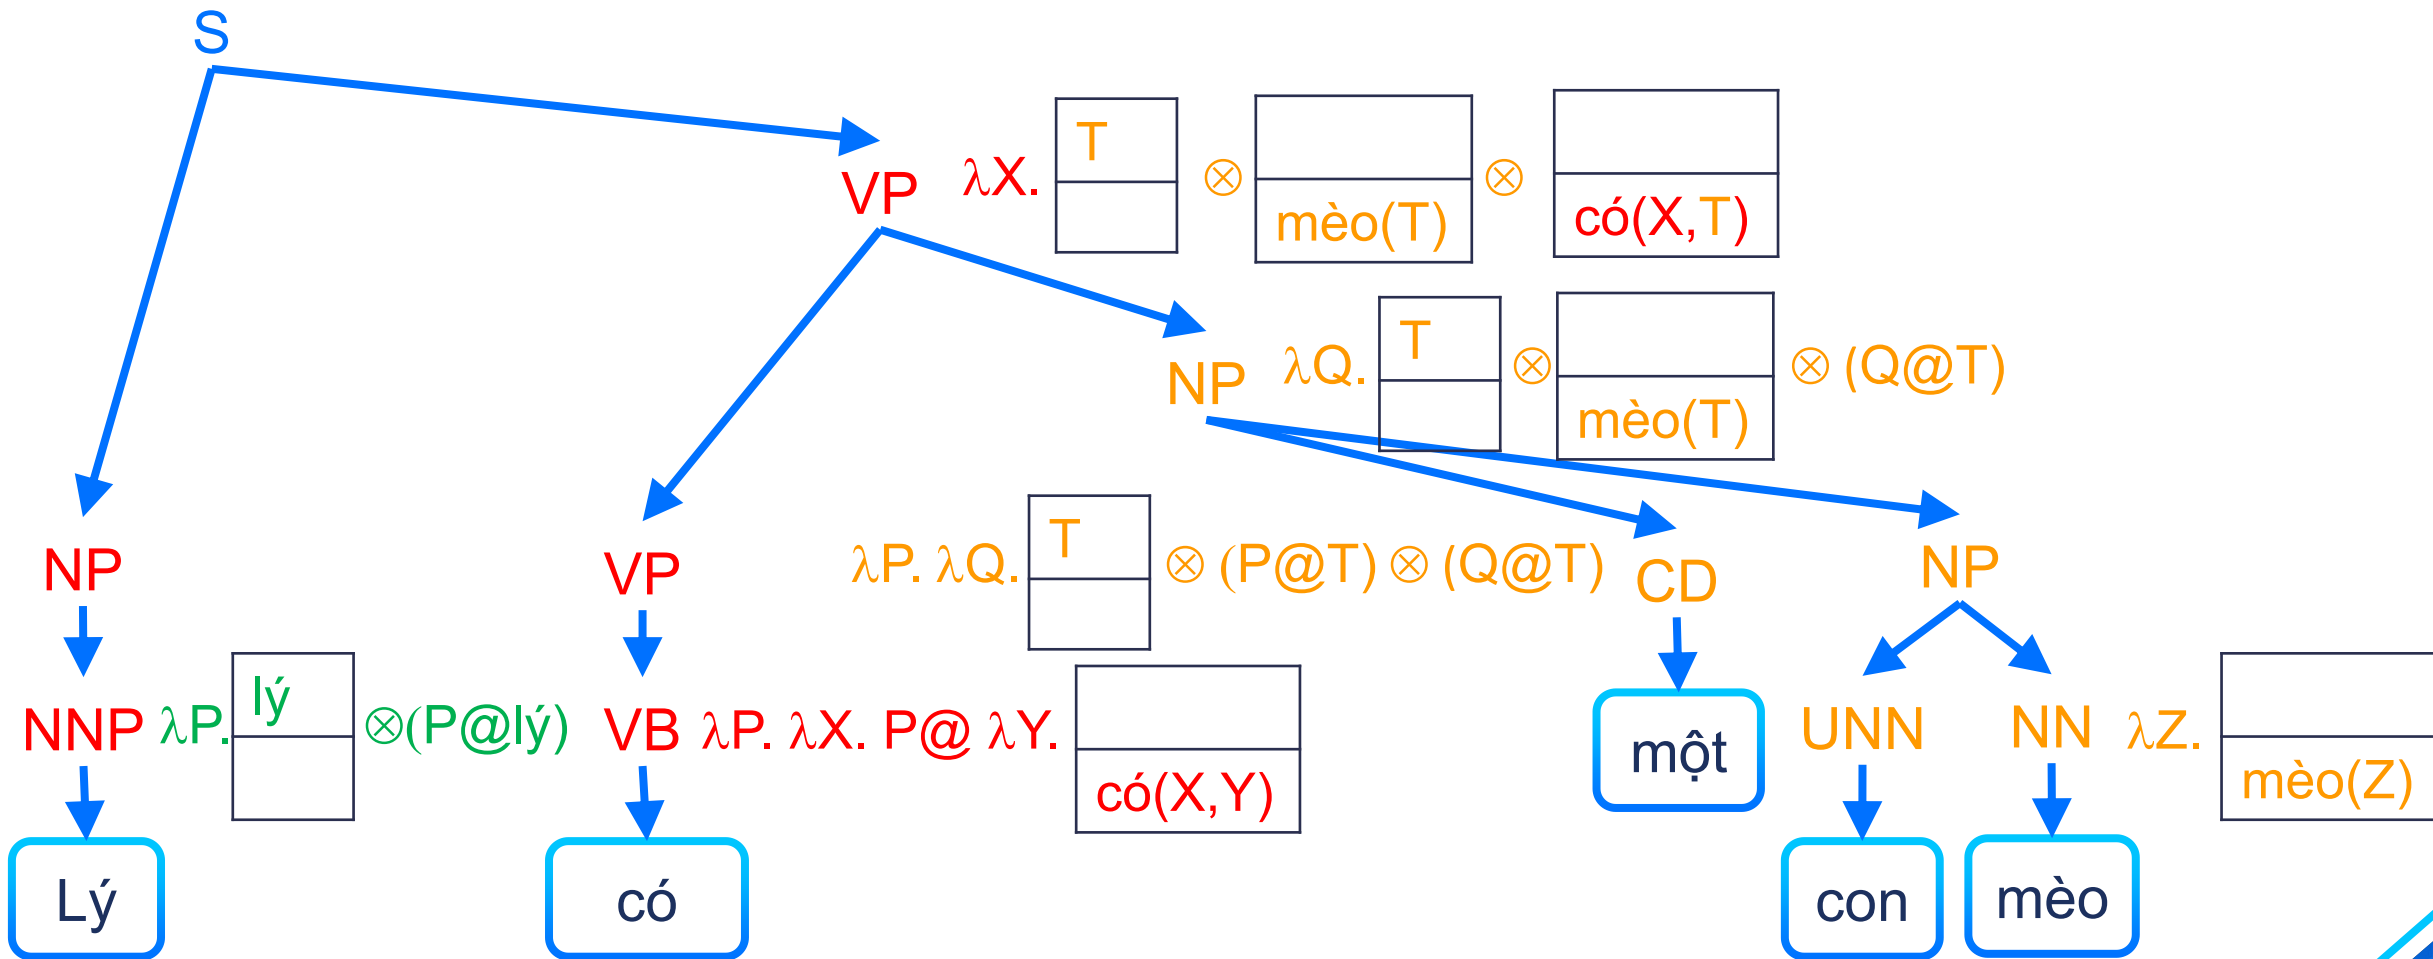 S
T
VP λX. ⊗ ⊗
mèo(T) có(X,T)
T
NP λQ. ⊗ ⊗ (Q@T)
mèo(T)
T
NP VP λP. λQ. ⊗ (P@T) ⊗ (Q@T) CD NP
lý
NNP λP. ⊗(P@lý) VB λP. λX. P@ λY. một UNN NN λZ.
có(X,Y) mèo(Z)
Lý có con mèo